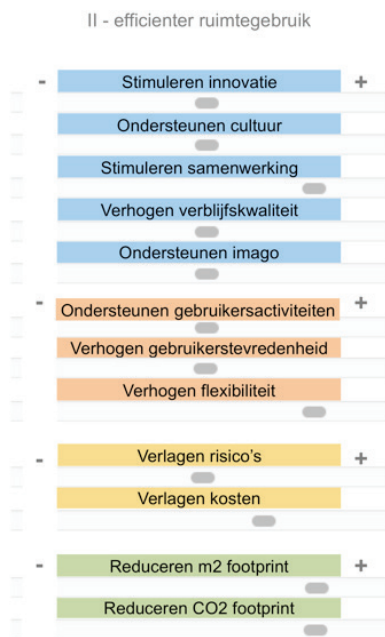 II - efficienter ruimtegebruik
- Stimuleren innovatie +
Ondersteunen cultuur
Stimuleren samenwerking
Verhogen verblijfskwaliteit
Ondersteunen imago
- Ondersteunen gebruikersactiviteiten +
Verhogen gebruikerstevredenheid
Verhogen flexibiliteit
- Verlagen risico's +
Verlagen kosten
- Reduceren m2 footprint +
Reduceren CO2 footprint